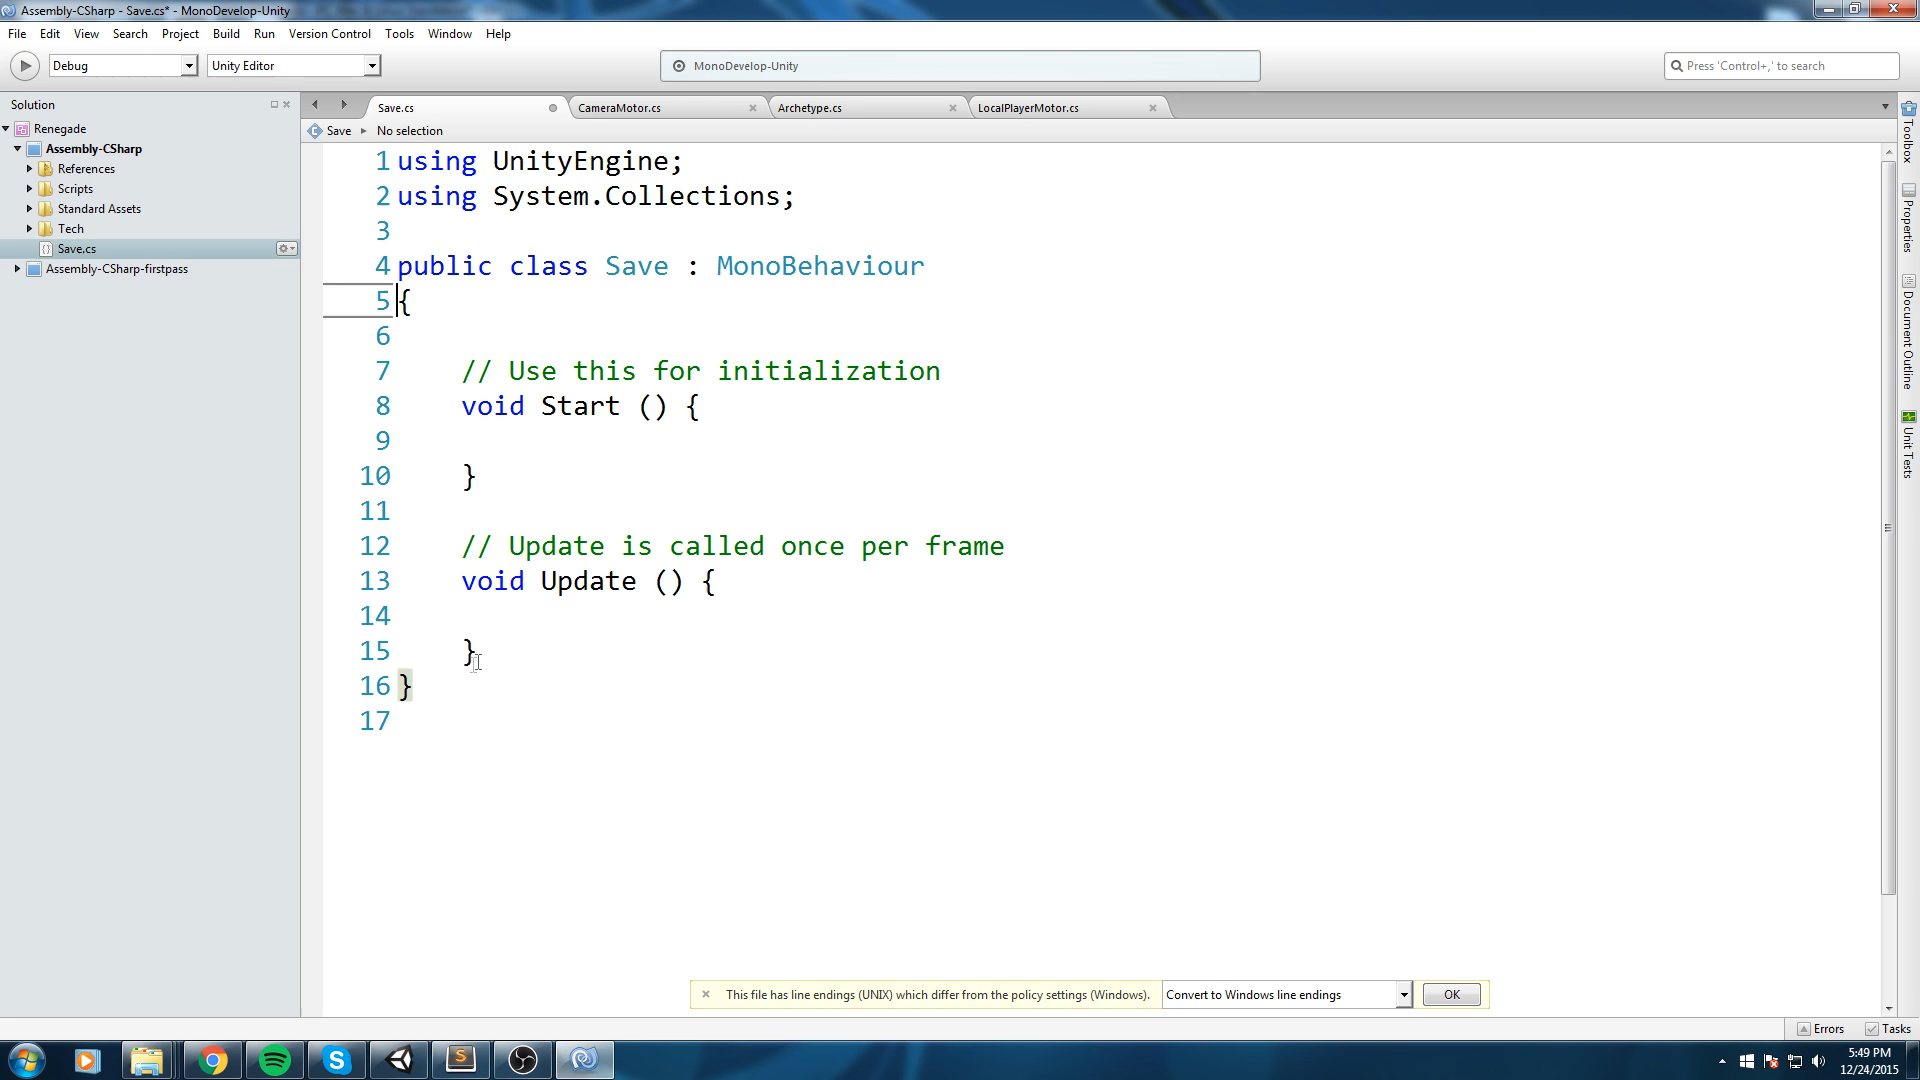 Assembly-CSharp - Save.cs* - MonoDevelop-Unity
File Edit View Search Project Build Run Version Control Tools Window Help
Debug Unity Editor MonoDevelop-Unity Press 'Control+,' to search
Solution
Renegade
Assembly-CSharp
References
Scripts
Standard Assets
Tech
Save.cs
Assembly-CSharp-firstpass
Save.cs CameraMotor.cs Archetype.cs LocalPlayerMotor.cs
Save No selection
1 using UnityEngine;
2 using System.Collections;
3
4 public class Save : MonoBehaviour
5 {
6
7 // Use this for initialization
8 void Start () {
9
10 }
11
12 // Update is called once per frame
13 void Update () {
14
15 }
16 }
17
Toolbox
Properties
Document Outline
Unit Tests
This file has line endings (UNIX) which differ from the policy settings (Windows). Convert to Windows line endings OK
Errors Tasks
5:49 PM
12/24/2015